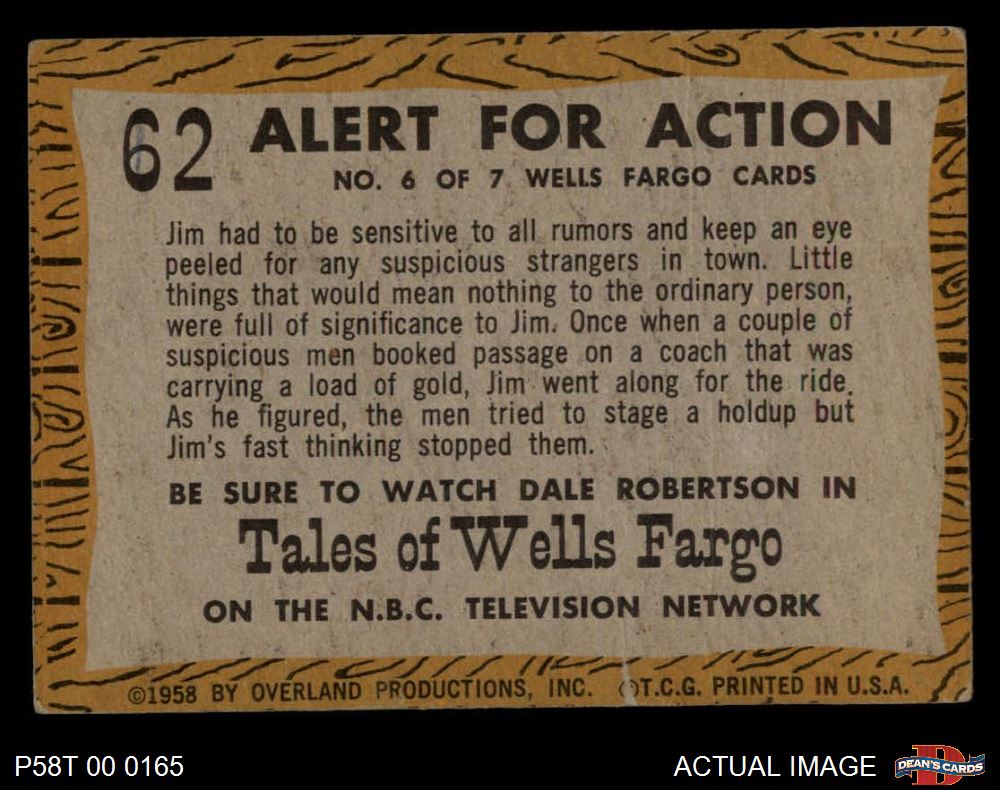 62 ALERT FOR ACTION
NO. 6 OF 7 WELLS FARGO CARDS
Jim had to be sensitive to all rumors and keep an eye
peeled for any suspicious strangers in town. Little
things that would mean nothing to the ordinary person,
were full of significance to Jim. Once when a couple of
suspicious men booked passage on a coach that was
carrying a load of gold, Jim went along for the ride.
As he figured, the men tried to stage a holdup but
Jim's fast thinking stopped them.
BE SURE TO WATCH DALE ROBERTSON IN
Tales of Wells Fargo
ON THE N.B.C. TELEVISION NETWORK
©1958 BY OVERLAND PRODUCTIONS, INC. ©T.C.G. PRINTED IN U.S.A.
P58T 00 0165
ACTUAL IMAGE
D
DEAN'S CARDS